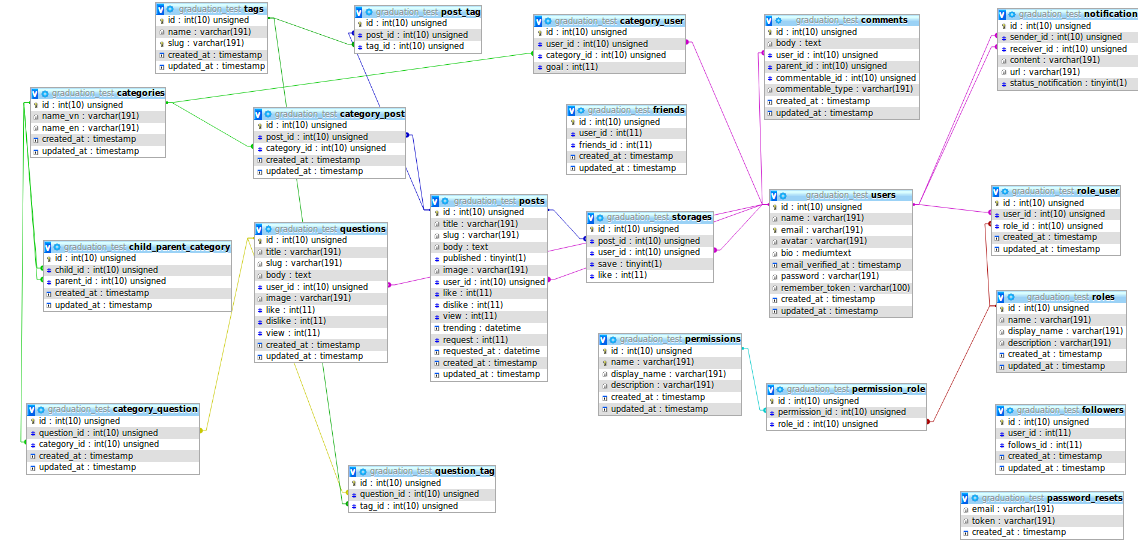 graduation_test tags
id : int(10) unsigned
name : varchar(191)
slug : varchar(191)
created_at : timestamp
updated_at : timestamp
graduation_test post_tag
id : int(10) unsigned
post_id : int(10) unsigned
tag_id : int(10) unsigned
graduation_test category_user
id : int(10) unsigned
user_id : int(10) unsigned
category_id : int(10) unsigned
goal : int(11)
graduation_test comments
id : int(10) unsigned
body : text
user_id : int(10) unsigned
parent_id : int(10) unsigned
commentable_id : int(10) unsigned
commentable_type : varchar(191)
created_at : timestamp
updated_at : timestamp
graduation_test notification
id : int(10) unsigned
sender_id : int(10) unsigned
receiver_id : int(10) unsigned
content : varchar(191)
url : varchar(191)
status_notification : tinyint(1)
graduation_test categories
id : int(10) unsigned
name_vn : varchar(191)
name_en : varchar(191)
created_at : timestamp
updated_at : timestamp
graduation_test category_post
id : int(10) unsigned
post_id : int(10) unsigned
category_id : int(10) unsigned
created_at : timestamp
updated_at : timestamp
graduation_test friends
id : int(10) unsigned
user_id : int(11)
friends_id : int(11)
created_at : timestamp
updated_at : timestamp
graduation_test posts
id : int(10) unsigned
title : varchar(191)
slug : varchar(191)
body : text
published : tinyint(1)
image : varchar(191)
user_id : int(10) unsigned
like : int(11)
dislike : int(11)
view : int(11)
trending : datetime
request : int(11)
requested_at : datetime
created_at : timestamp
updated_at : timestamp
graduation_test storages
id : int(10) unsigned
post_id : int(10) unsigned
user_id : int(10) unsigned
save : tinyint(1)
like : int(11)
graduation_test users
id : int(10) unsigned
name : varchar(191)
email : varchar(191)
avatar : varchar(191)
bio : mediumtext
email_verified_at : timestamp
password : varchar(191)
remember_token : varchar(100)
created_at : timestamp
updated_at : timestamp
graduation_test role_user
id : int(10) unsigned
user_id : int(10) unsigned
role_id : int(10) unsigned
created_at : timestamp
updated_at : timestamp
graduation_test child_parent_category
id : int(10) unsigned
child_id : int(10) unsigned
parent_id : int(10) unsigned
created_at : timestamp
updated_at : timestamp
graduation_test questions
id : int(10) unsigned
title : varchar(191)
slug : varchar(191)
body : text
user_id : int(10) unsigned
image : varchar(191)
like : int(11)
dislike : int(11)
view : int(11)
created_at : timestamp
updated_at : timestamp
graduation_test roles
id : int(10) unsigned
name : varchar(191)
display_name : varchar(191)
description : varchar(191)
created_at : timestamp
updated_at : timestamp
graduation_test permissions
id : int(10) unsigned
name : varchar(191)
display_name : varchar(191)
description : varchar(191)
created_at : timestamp
updated_at : timestamp
graduation_test permission_role
id : int(10) unsigned
permission_id : int(10) unsigned
role_id : int(10) unsigned
graduation_test category_question
id : int(10) unsigned
question_id : int(10) unsigned
category_id : int(10) unsigned
created_at : timestamp
updated_at : timestamp
graduation_test followers
id : int(10) unsigned
user_id : int(11)
follows_id : int(11)
created_at : timestamp
updated_at : timestamp
graduation_test question_tag
id : int(10) unsigned
question_id : int(10) unsigned
tag_id : int(10) unsigned
graduation_test password_resets
email : varchar(191)
token : varchar(191)
created_at : timestamp